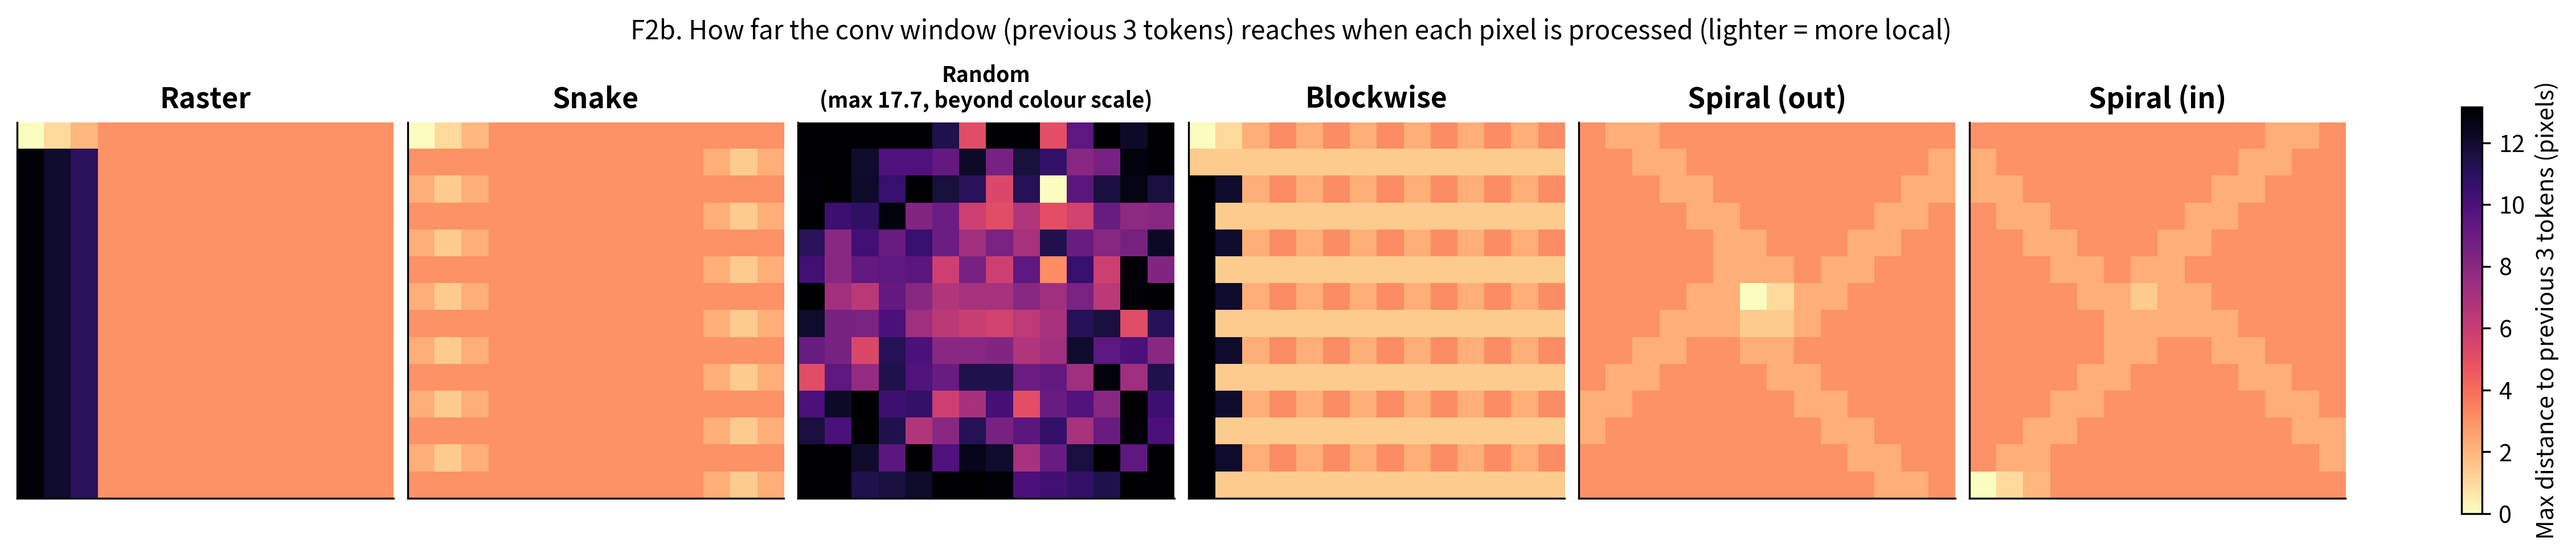 F2b. How far the conv window (previous 3 tokens) reaches when each pixel is processed (lighter = more local)
Raster
Snake
Random
(max 17.7, beyond colour scale)
Blockwise
Spiral (out)
Spiral (in)
12
10
8
6
4
2
0
Max distance to previous 3 tokens (pixels)